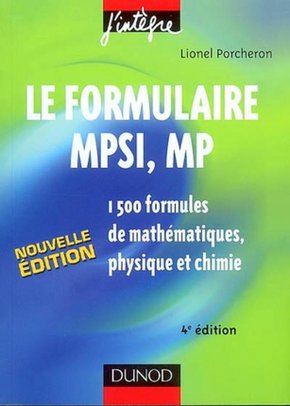 j'intègre
Lionel Porcheron
LE FORMULAIRE
MPSI, MP
1 500 formules
de mathématiques,
physique et chimie
NOUVELLE
ÉDITION
4e édition
DUNOD